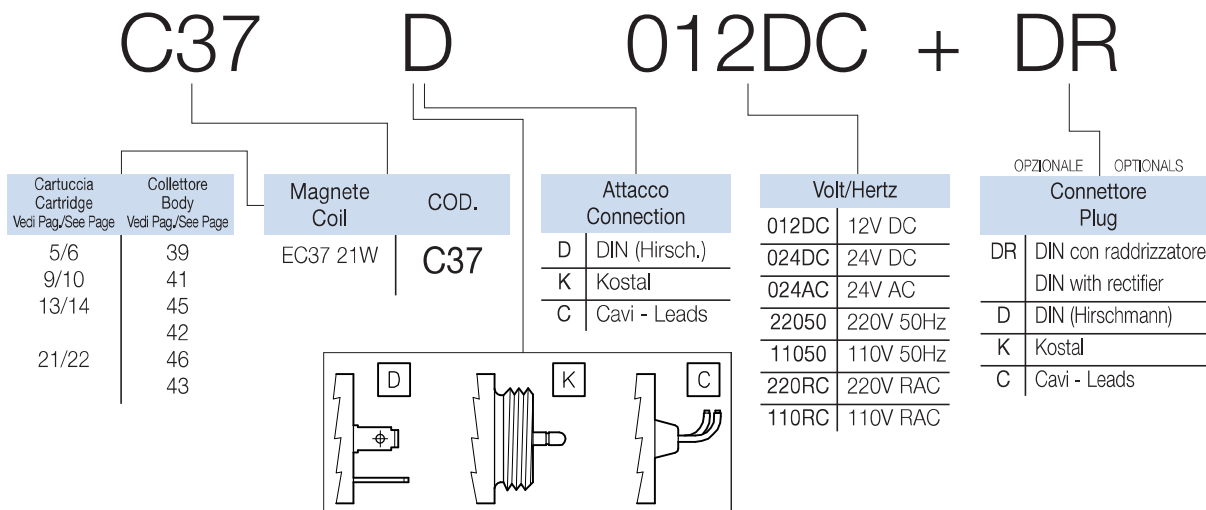 C37 D 012DC + DR
Cartuccia
Cartridge
Vedi Pag./See Page
Collettore
Body
Vedi Pag./See Page
5/6 39
9/10 41
13/14 45
42
21/22 46
43
Magnete
Coil
COD.
EC37 21W C37
Attacco
Connection
D DIN (Hirsch.)
K Kostal
C Cavi - Leads
D K C
Volt/Hertz
012DC 12V DC
024DC 24V DC
024AC 24V AC
22050 220V 50Hz
11050 110V 50Hz
220RC 220V RAC
110RC 110V RAC
OPZIONALE OPTIONALS
Connettore
Plug
DR DIN con raddrizzatore
DIN with rectifier
D DIN (Hirschmann)
K Kostal
C Cavi - Leads